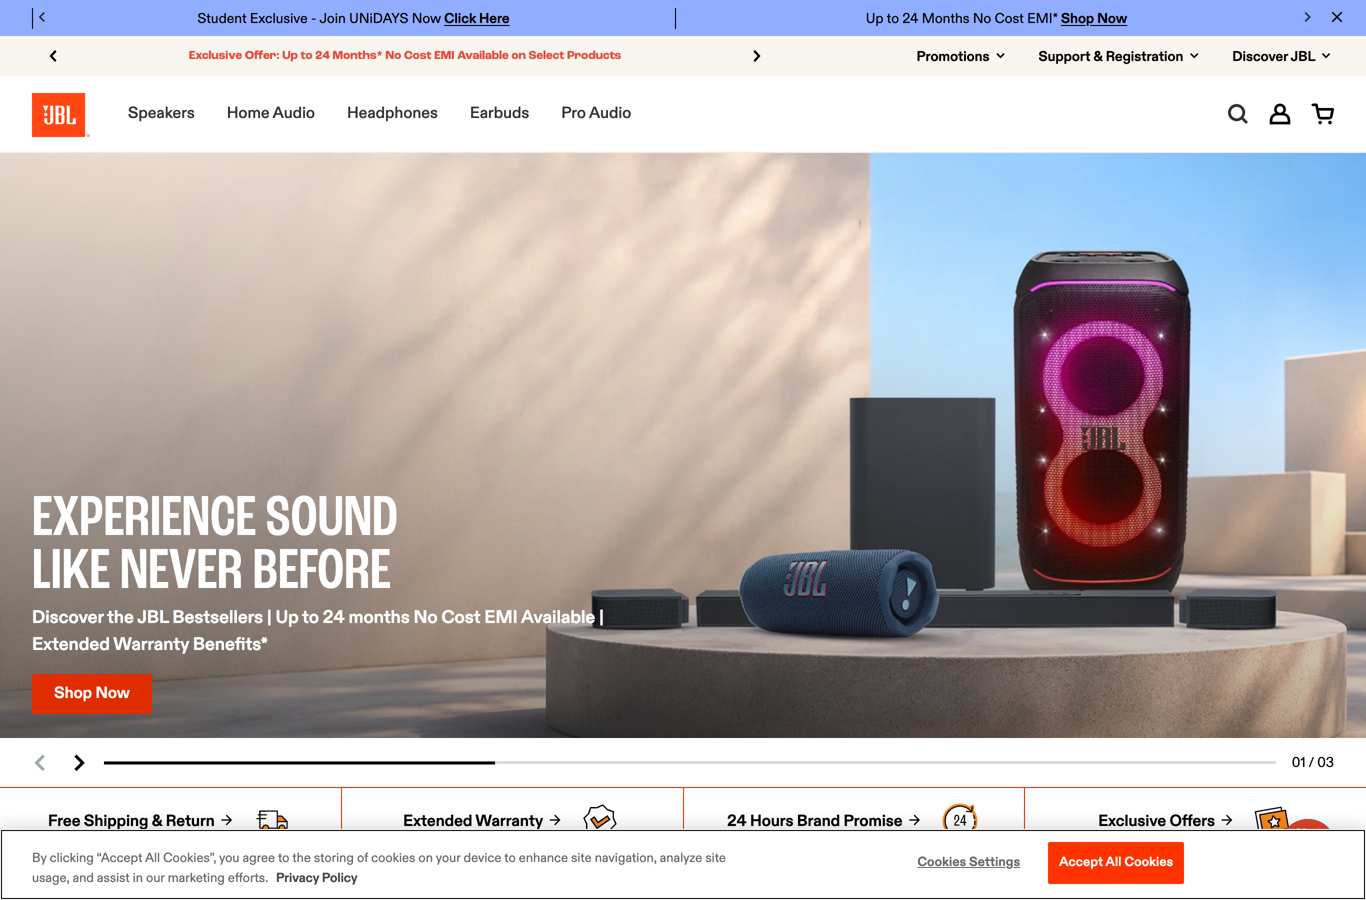 Student Exclusive - Join UNiDAYS Now Click Here
Up to 24 Months No Cost EMI* Shop Now
Exclusive Offer: Up to 24 Months* No Cost EMI Available on Select Products
Promotions
Support & Registration
Discover JBL
JBL
Speakers
Home Audio
Headphones
Earbuds
Pro Audio
JBL
JBL
EXPERIENCE SOUND
LIKE NEVER BEFORE
Discover the JBL Bestsellers | Up to 24 months No Cost EMI Available |
Extended Warranty Benefits*
Shop Now
01 / 03
Free Shipping & Return
Extended Warranty
24 Hours Brand Promise
24
Exclusive Offers
By clicking “Accept All Cookies”, you agree to the storing of cookies on your device to enhance site navigation, analyze site
usage, and assist in our marketing efforts. Privacy Policy
Cookies Settings
Accept All Cookies